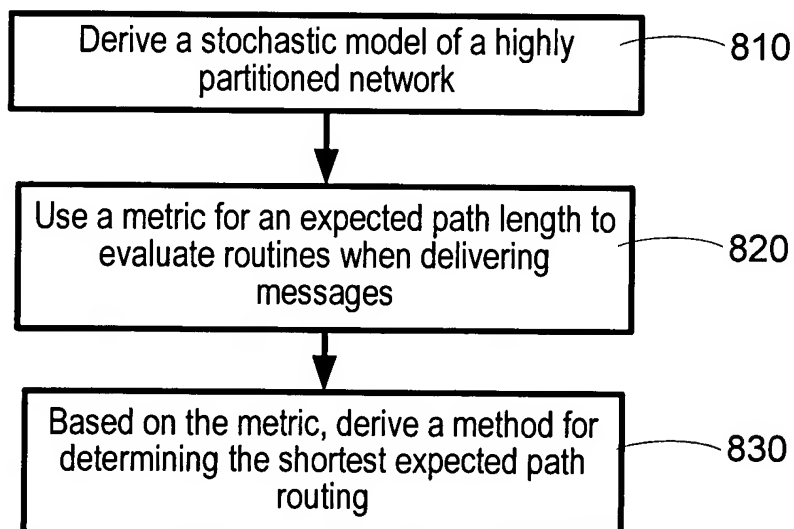 Derive a stochastic model of a highly
partitioned network
810
Use a metric for an expected path length to
evaluate routines when delivering
messages
820
Based on the metric, derive a method for
determining the shortest expected path
routing
830